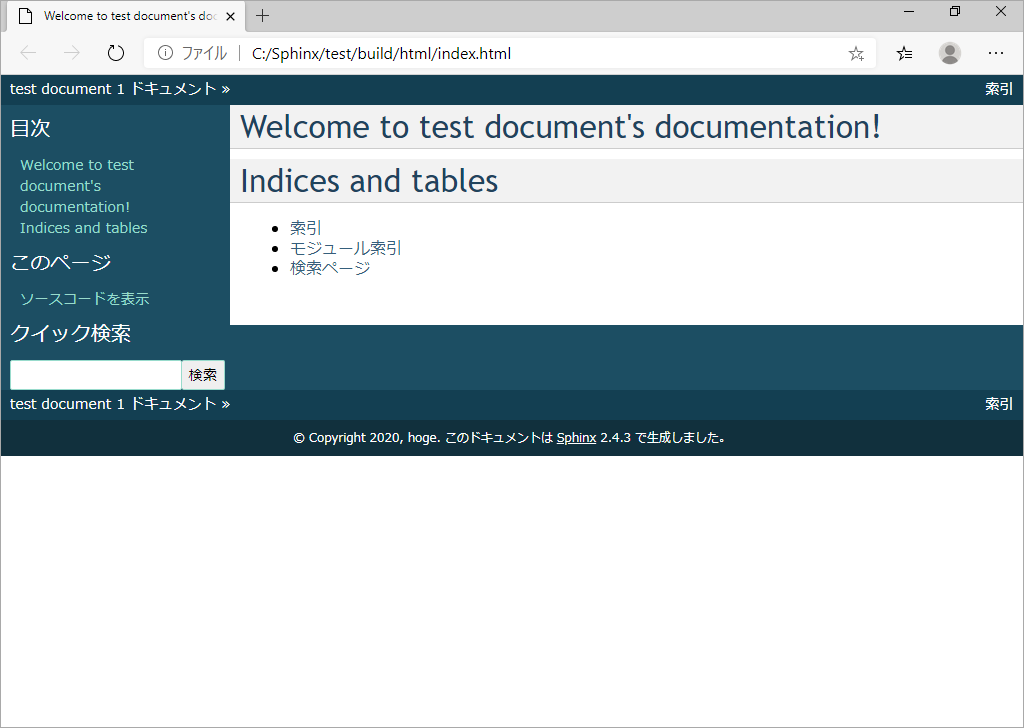 Welcome to test document's doc
ファイル C:/Sphinx/test/build/html/index.html
test document 1 ドキュメント » 索引
目次
Welcome to test
document's
documentation!
Indices and tables
このページ
ソースコードを表示
クイック検索
検索
Welcome to test document's documentation!
Indices and tables
索引
モジュール索引
検索ページ
test document 1 ドキュメント » 索引
© Copyright 2020, hoge. このドキュメントは Sphinx 2.4.3 で生成しました。